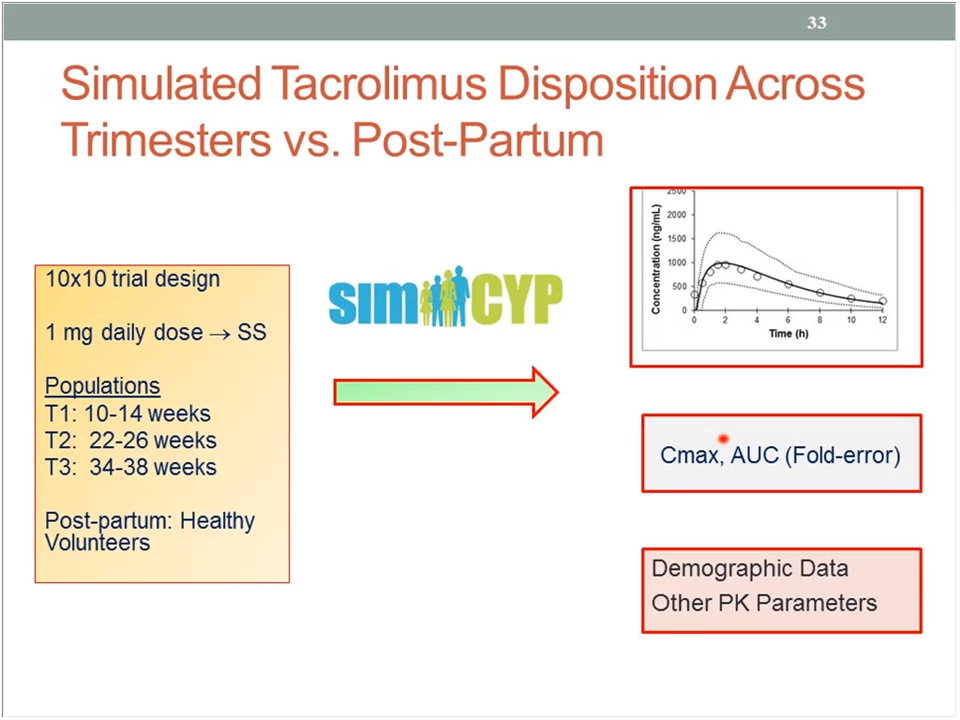 33
Simulated Tacrolimus Disposition Across
Trimesters vs. Post-Partum
10x10 trial design
1 mg daily dose → SS
Populations
T1: 10-14 weeks
T2: 22-26 weeks
T3: 34-38 weeks
Post-partum: Healthy
Volunteers
simCYP
Concentration (ng/mL)
2500
2000
1500
1000
500
0
0 2 4 6 8 10 12
Time (h)
Cmax, AUC (Fold-error)
Demographic Data
Other PK Parameters